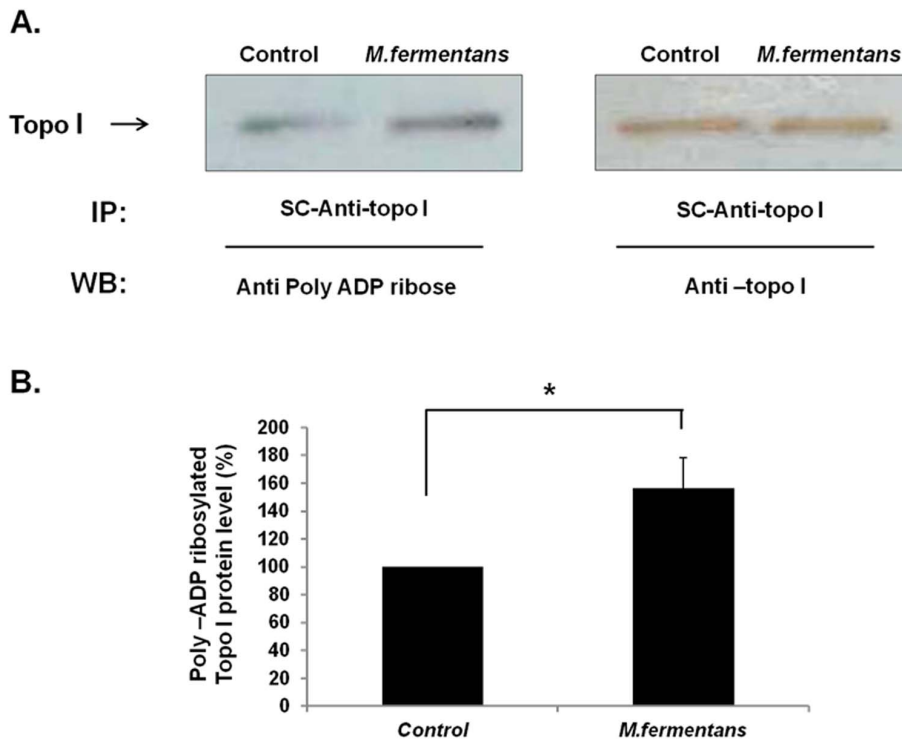 A.
Control M.fermentans Control M.fermentans
Topo I →
IP: SC-Anti-topo I SC-Anti-topo I
WB: Anti Poly ADP ribose Anti –topo I
B.
*
Poly –ADP ribosylated
Topo I protein level (%)
200
180
160
140
120
100
80
60
40
20
0
Control M.fermentans